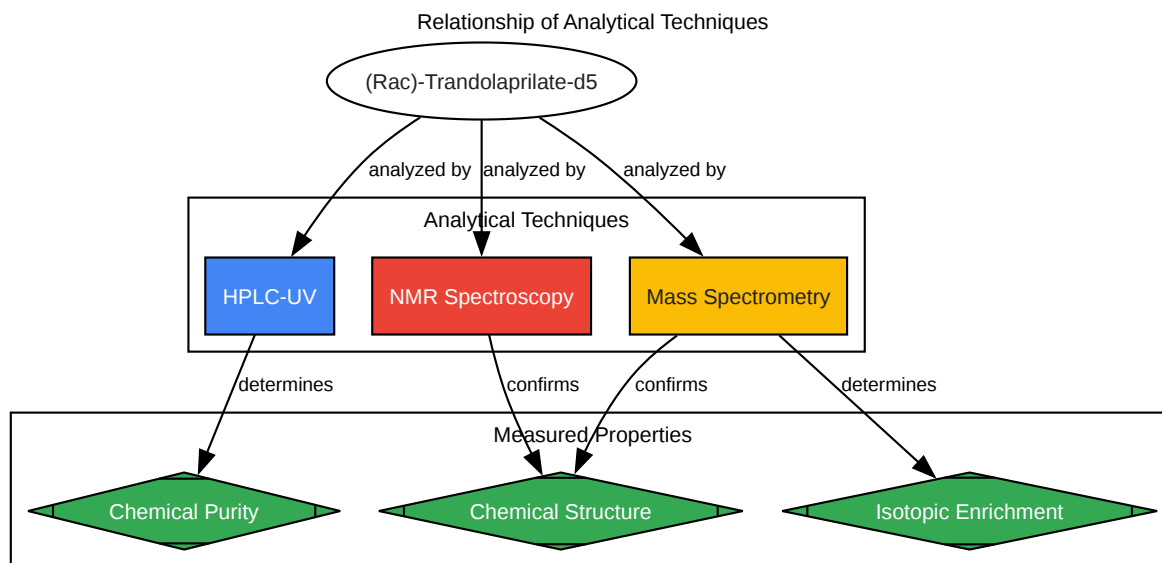 Relationship of Analytical Techniques
(Rac)-Trandolaprilate-d5
analyzed by
analyzed by
analyzed by
Analytical Techniques
HPLC-UV
NMR Spectroscopy
Mass Spectrometry
determines
confirms
confirms
determines
Measured Properties
Chemical Purity
Chemical Structure
Isotopic Enrichment